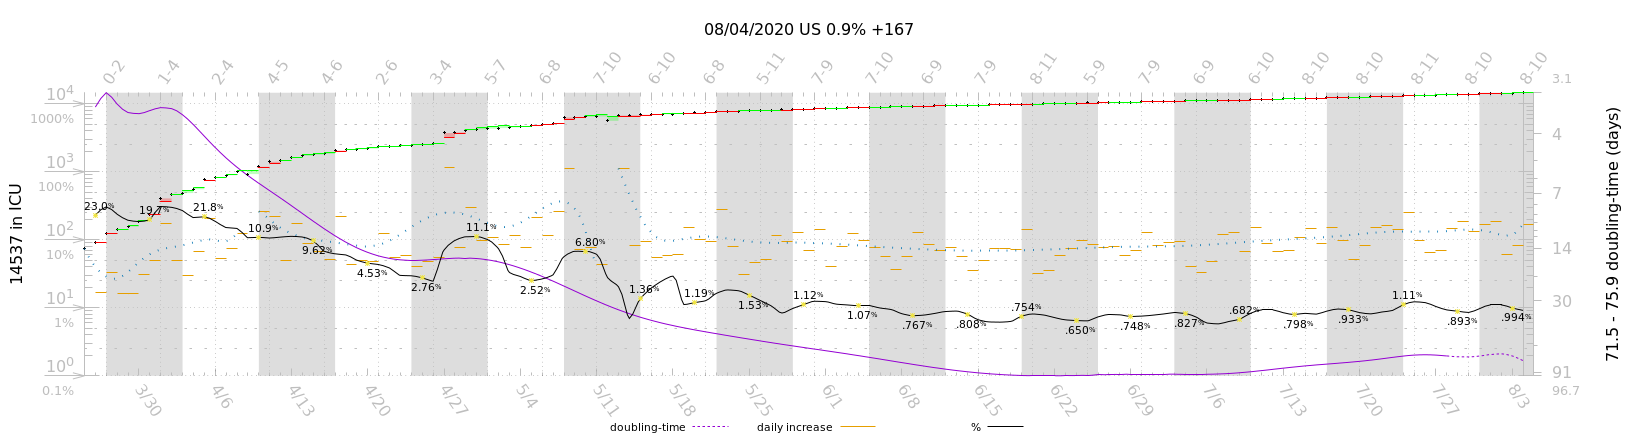 08/04/2020 US 0.9% +167
0-2 1-4 2-4 4-5 4-6 2-6 3-4 5-7 6-8 7-10 6-10 6-8 5-11 7-9 7-10 6-9 7-9 8-11 5-9 7-9 6-9 6-10 8-10 8-10 8-11 8-10 8-10
14537 in ICU
10⁴
1000%
10³
100%
10²
10%
10¹
1%
10⁰
0.1%
23.0% 19.7% 21.8% 10.9% 9.62% 4.53% 2.76% 11.1% 2.52% 6.80% 1.36% 1.19% 1.53% 1.12% 1.07% .767% .808% .754% .650% .748% .827% .682% .798% .933% 1.11% .893% .994%
3.1
4
7
14
30
91
96.7
71.5 - 75.9 doubling-time (days)
3/30 4/6 4/13 4/20 4/27 5/4 5/11 5/18 5/25 6/1 6/8 6/15 6/22 6/29 7/6 7/13 7/20 7/27 8/3
doubling-time daily increase %